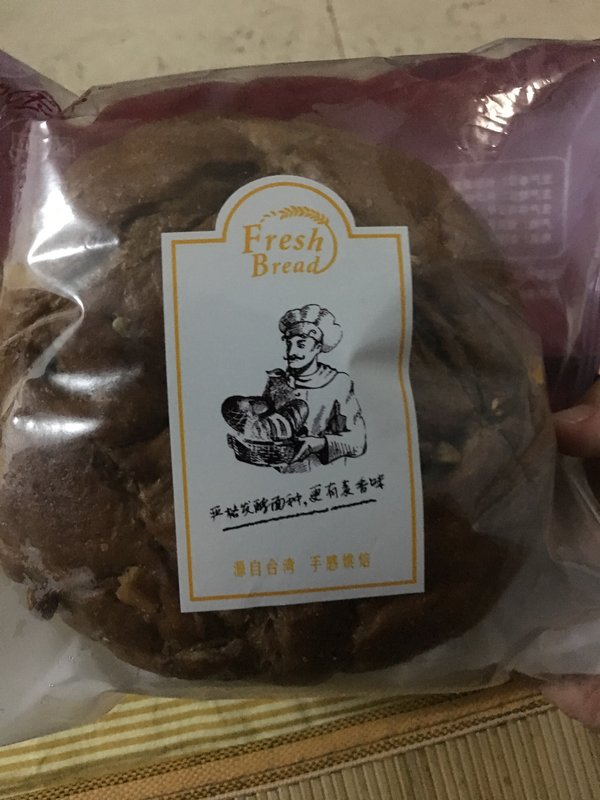 Fresh
Bread
发酵面种,更有麦香味
源自台湾 手感烘焙